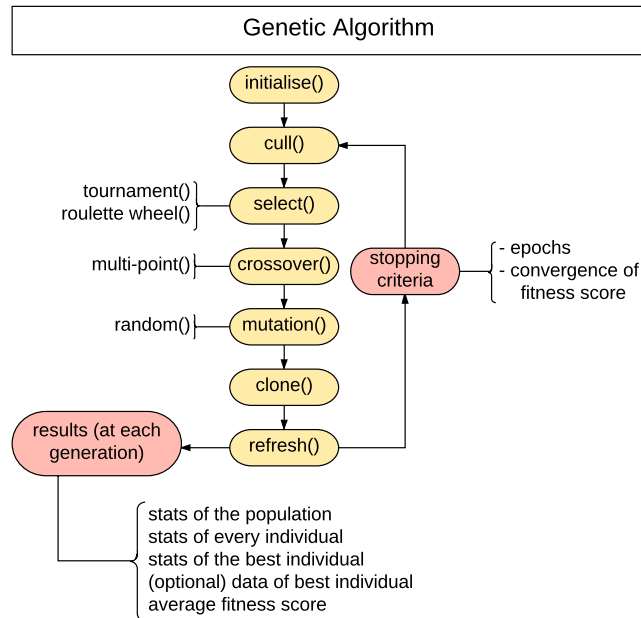 Genetic Algorithm
initialise()
cull()
tournament()
roulette wheel()
select()
multi-point()
crossover()
stopping
criteria
- epochs
- convergence of
fitness score
random()
mutation()
clone()
results (at each
generation)
refresh()
stats of the population
stats of every individual
stats of the best individual
(optional) data of best individual
average fitness score